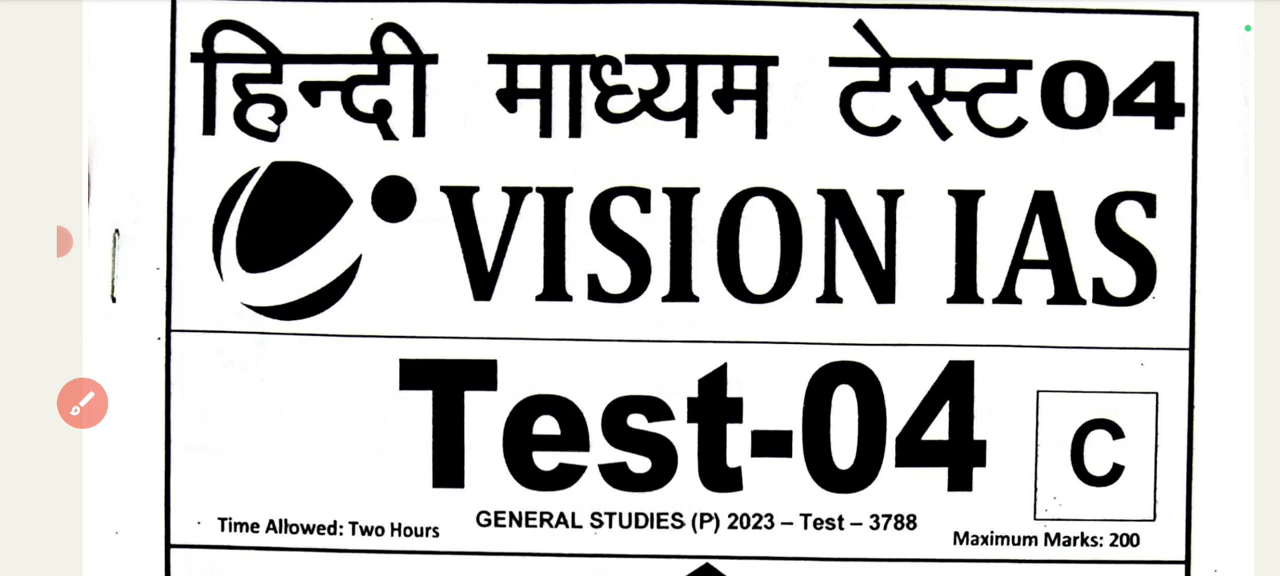 हिन्दी माध्यम टेस्ट04
VISION IAS
Test-04
C
Time Allowed: Two Hours
GENERAL STUDIES (P) 2023 – Test – 3788
Maximum Marks: 200